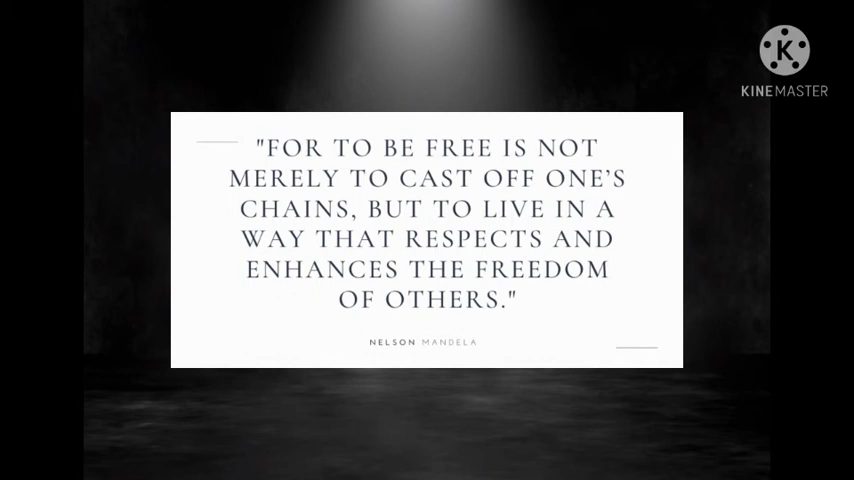 KINEMASTER
"FOR TO BE FREE IS NOT
MERELY TO CAST OFF ONE’S
CHAINS, BUT TO LIVE IN A
WAY THAT RESPECTS AND
ENHANCES THE FREEDOM
OF OTHERS."
NELSON MANDELA